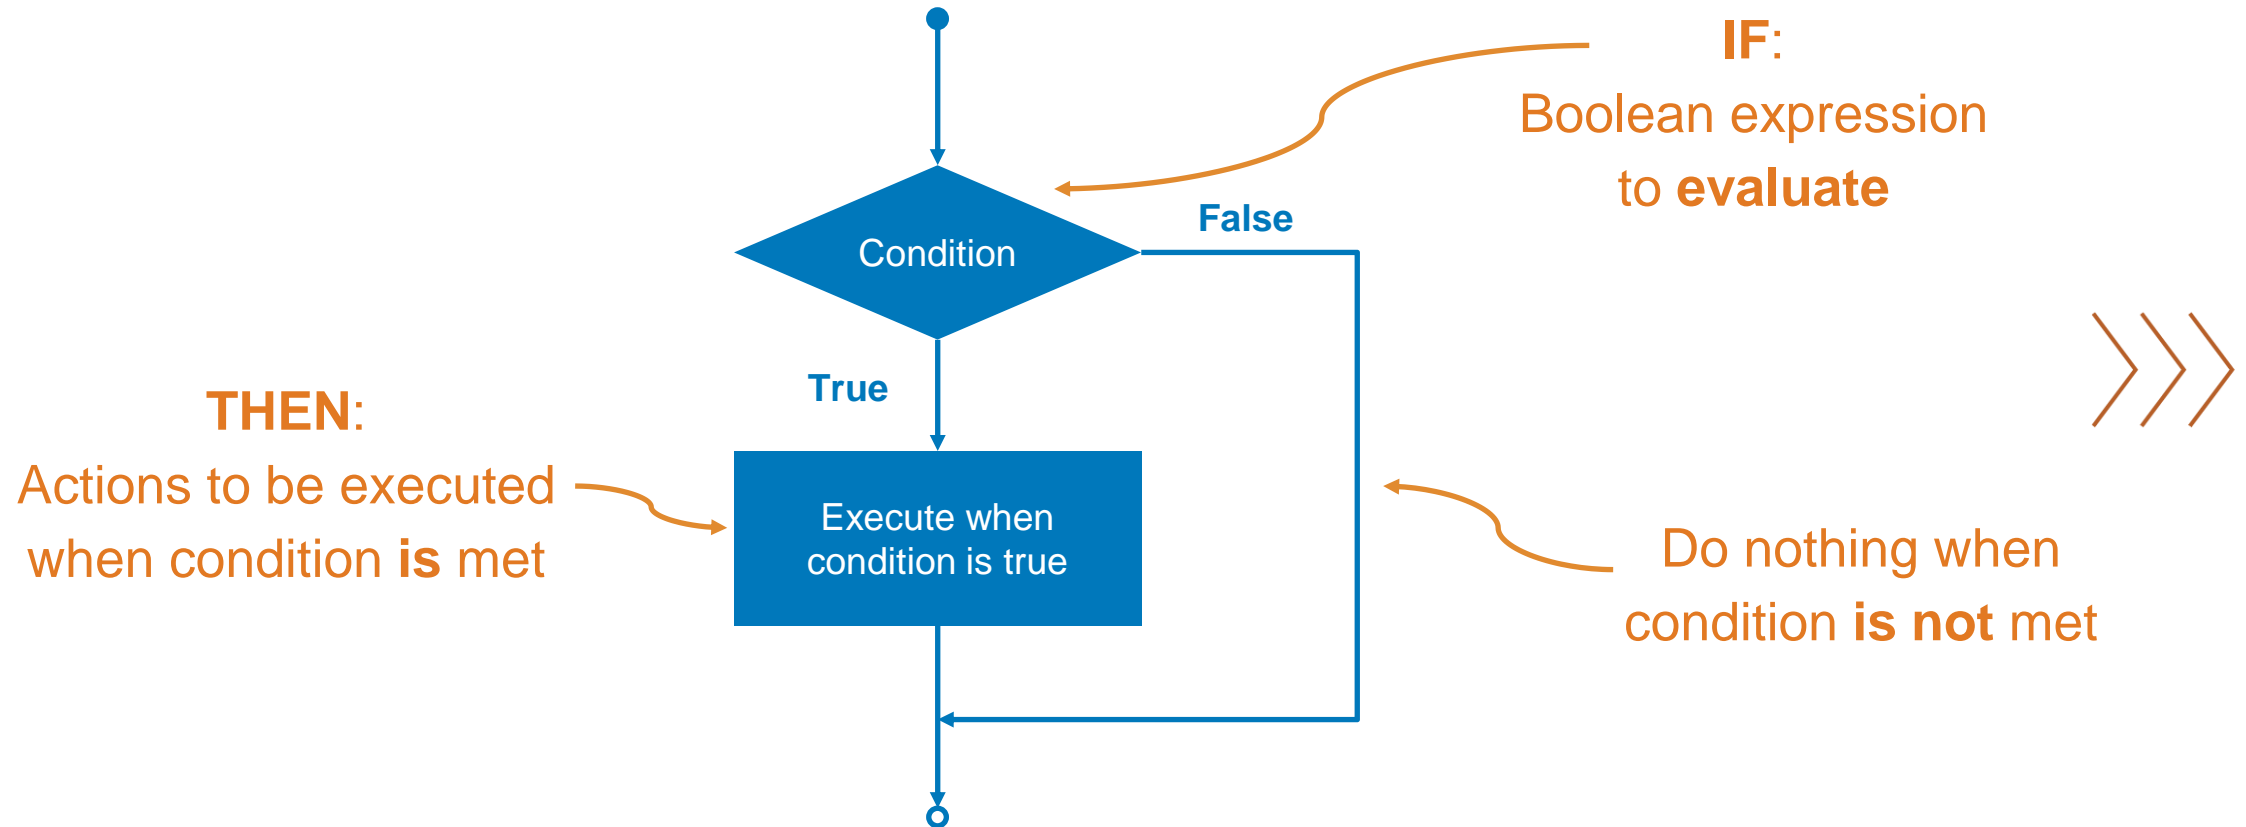 IF:
Boolean expression
to evaluate
Condition
False
True
THEN:
Actions to be executed
when condition is met
Execute when
condition is true
Do nothing when
condition is not met